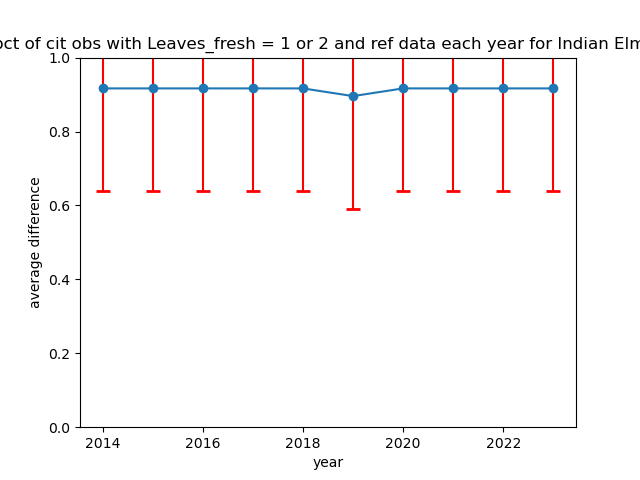 of cit obs with Leaves_fresh = 1 or 2 and ref data each year for Indian Elm
1.0
0.8
0.6
0.4
0.2
0.0
average difference
2014 2016 2018 2020 2022
year